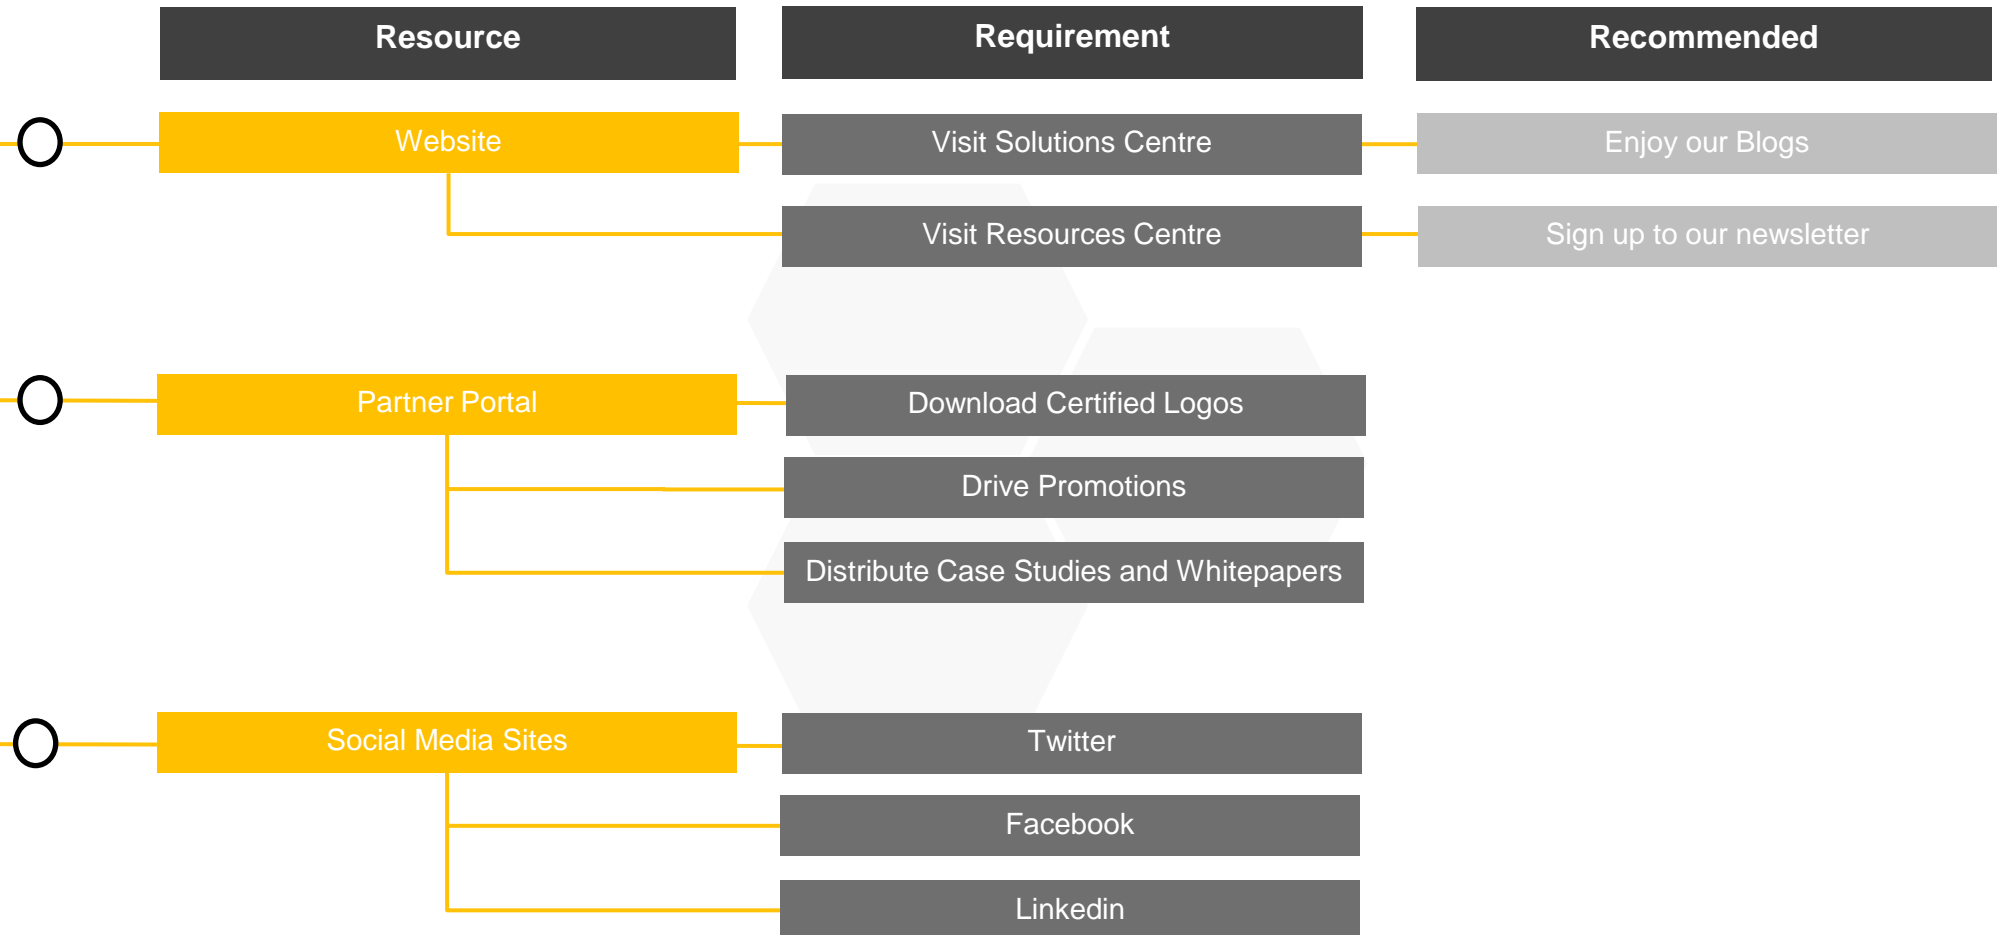 Resource
Requirement
Recommended
Website
Visit Solutions Centre
Enjoy our Blogs
Visit Resources Centre
Sign up to our newsletter
Partner Portal
Download Certified Logos
Drive Promotions
Distribute Case Studies and Whitepapers
Social Media Sites
Twitter
Facebook
Linkedin